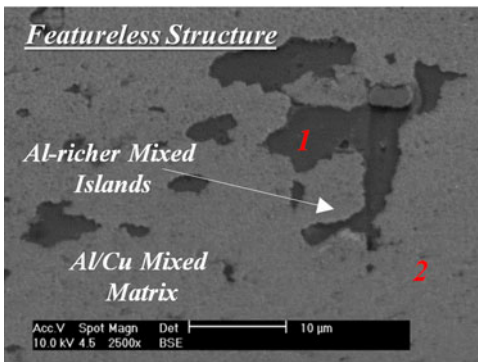 Featureless Structure
1
Al-richer Mixed
Islands
Al/Cu Mixed
Matrix
2
Acc.V Spot Magn Det 10 μm
10.0 kV 4.5 2500x BSE